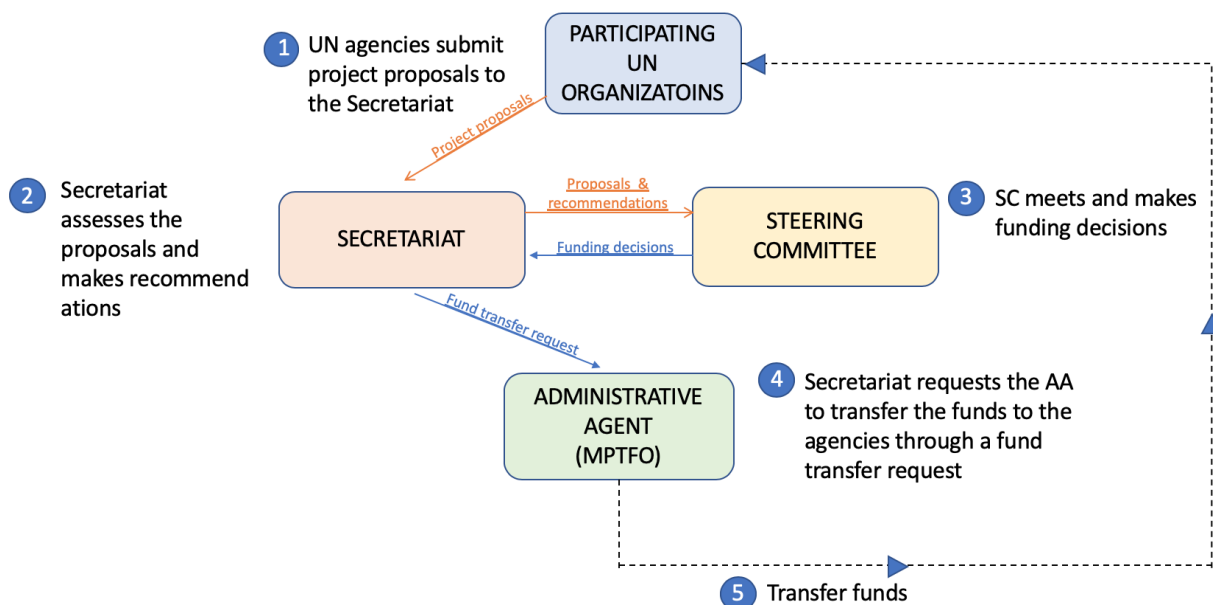 1
UN agencies submit
project proposals to
the Secretariat
PARTICIPATING
UN
ORGANIZATOINS
Project proposals
2
Secretariat
assesses the
proposals and
makes recommend
ations
SECRETARIAT
Proposals &
recommendations
Funding decisions
STEERING
COMMITTEE
3
SC meets and makes
funding decisions
Fund transfer request
ADMINISTRATIVE
AGENT
(MPTFO)
4
Secretariat requests the AA
to transfer the funds to the
agencies through a fund
transfer request
5
Transfer funds